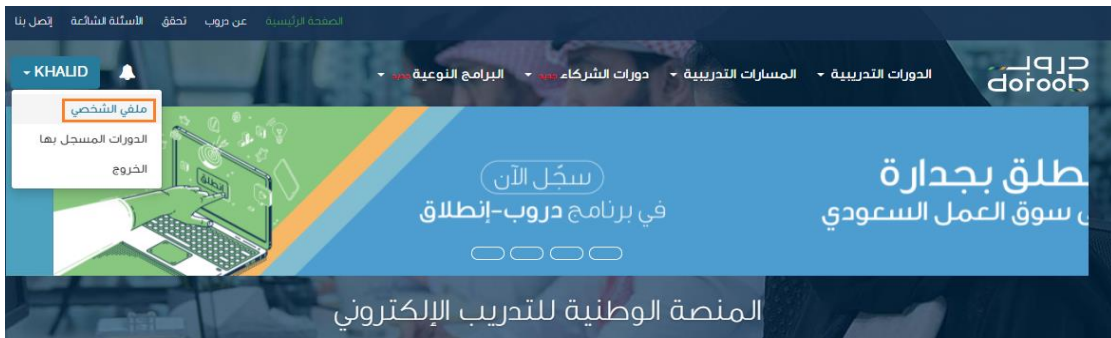 الصفحة الرئيسية عن دروب تحقق الأسئلة الشائعة إتصل بنا
دروب
doroob
الدورات التدريبية المسارات التدريبية دورات الشركاء جديد البرامج النوعية جديد
KHALID
ملفي الشخصي
الدورات المسجل بها
الخروج
إنطلق
نطلق بجدارة
سوق العمل السعودي
سجّل الآن
في برنامج دروب-إنطلاق
المنصة الوطنية للتدريب الإلكتروني